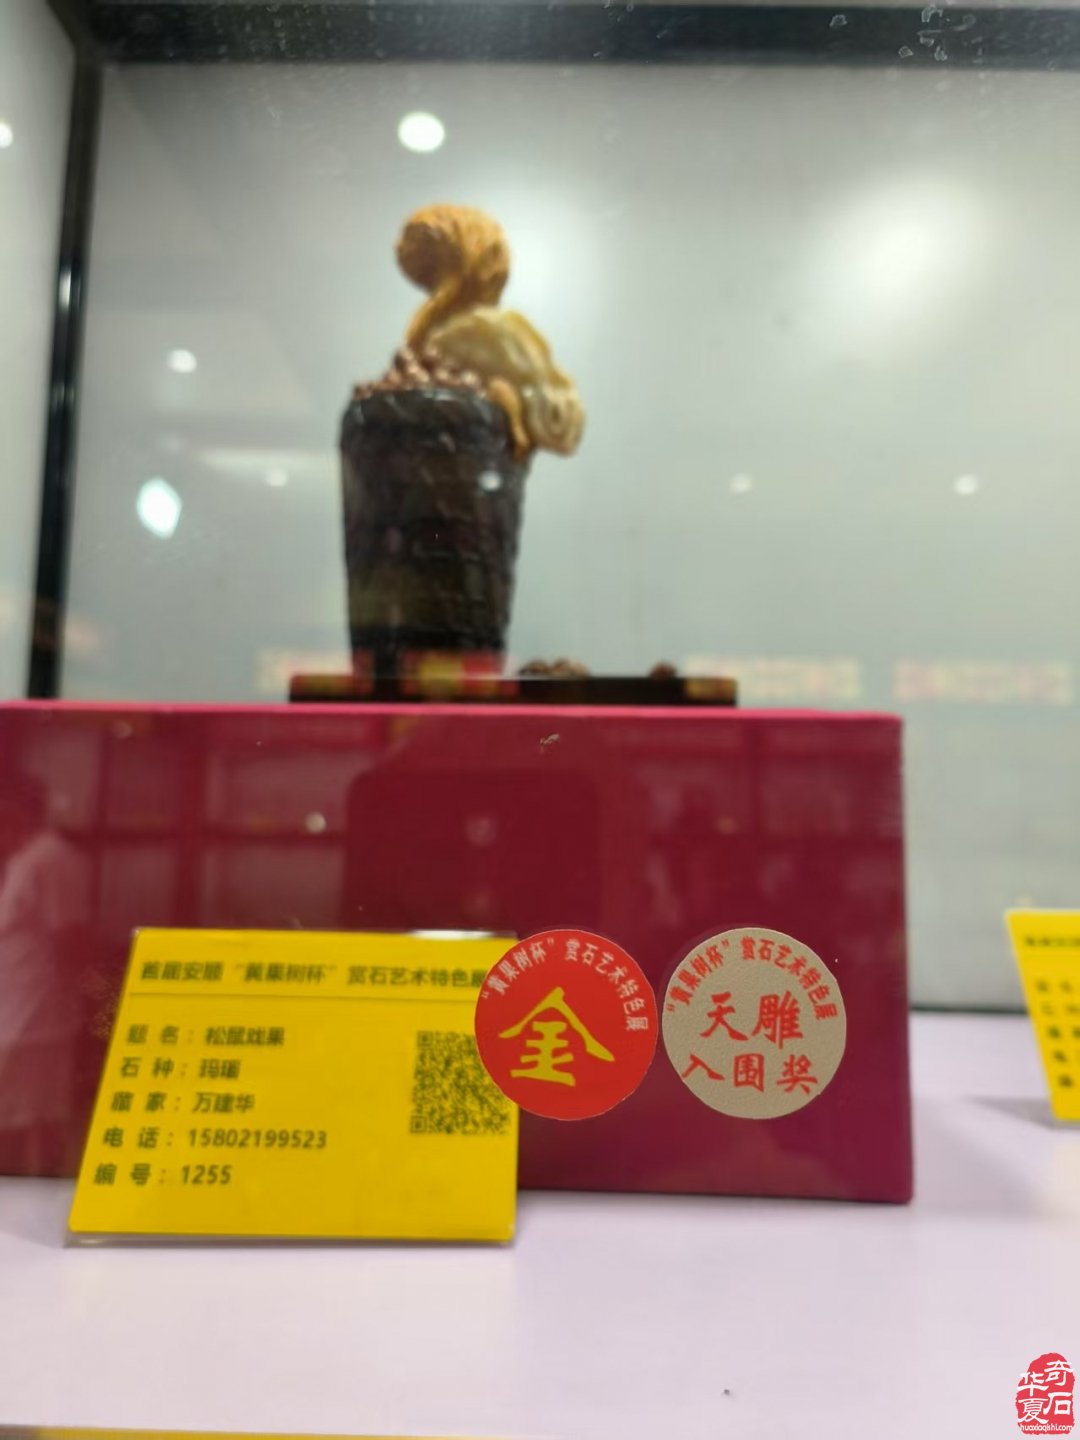 首届安顺“黄果树杯”赏石艺术特色展
题 名：松鼠戏果
石 种：玛瑙
藏 家：万建华
电 话：15802199523
编 号：1255
“黄果树杯”赏石艺术特色展
金
“黄果树杯”赏石艺术特色展
天雕
入围奖
华夏奇石
huaxiaqishi.com